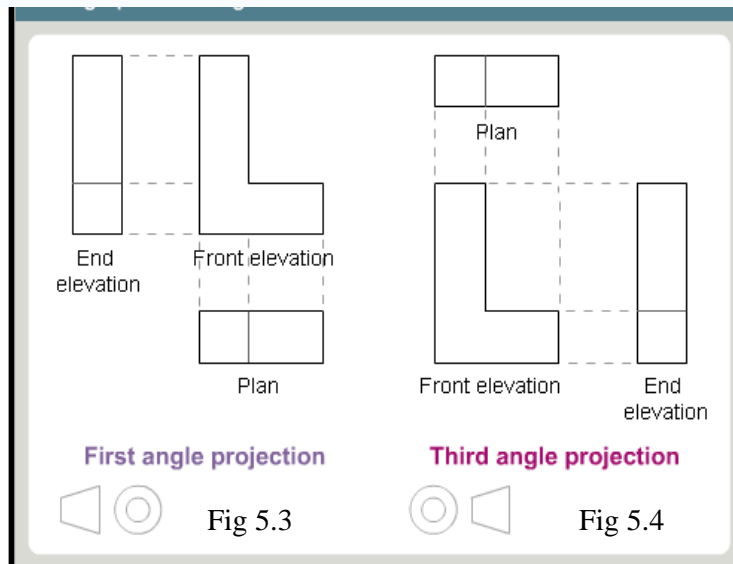 Plan
End
elevation
Front elevation
Plan
Front elevation
End
elevation
First angle projection
Third angle projection
Fig 5.3
Fig 5.4